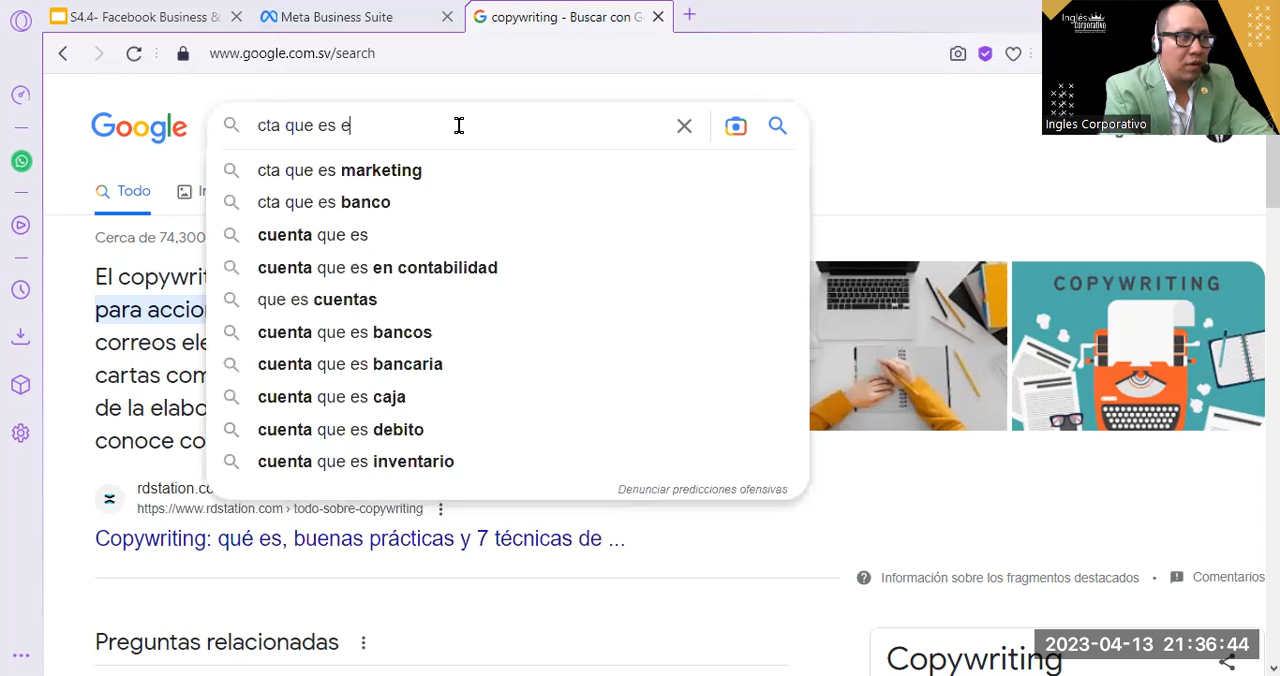 S4.4- Facebook Business &
Meta Business Suite
copywriting - Buscar con G
www.google.com.sv/search
Inglés
Corporativo
Ingles Corporativo
Google
cta que es e
cta que es marketing
cta que es banco
cuenta que es
cuenta que es en contabilidad
que es cuentas
cuenta que es bancos
cuenta que es bancaria
cuenta que es caja
cuenta que es debito
cuenta que es inventario
Denunciar predicciones ofensivas
Todo
Cerca de 74,300
El copywrit
para accio
correos ele
cartas com
de la elabo
conoce co
COPYWRITING
rdstation.co
https://www.rdstation.com › todo-sobre-copywriting
Copywriting: qué es, buenas prácticas y 7 técnicas de ...
Información sobre los fragmentos destacados
Comentarios
Preguntas relacionadas
Copywriting
2023-04-13 21:36:44